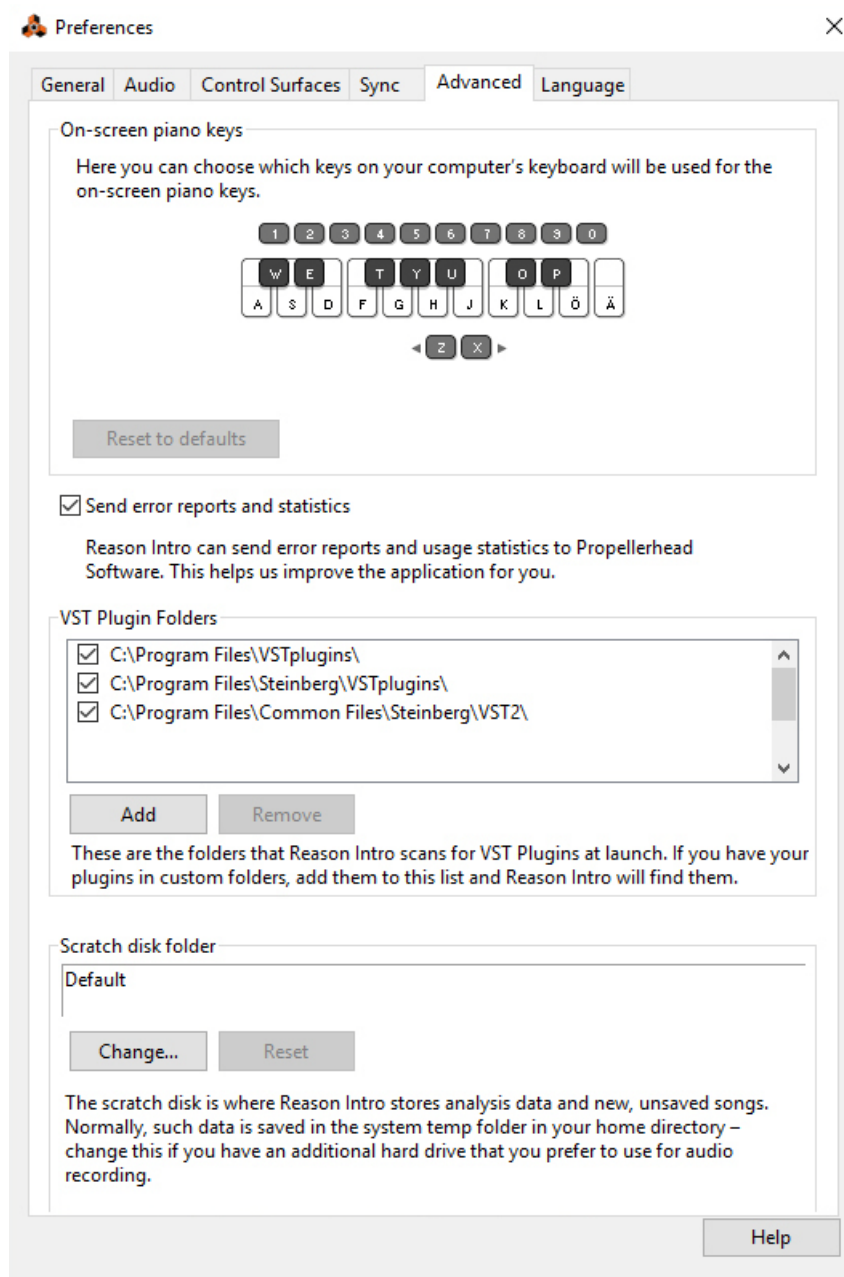 Preferences
General Audio Control Surfaces Sync Advanced Language
On-screen piano keys
Here you can choose which keys on your computer's keyboard will be used for the
on-screen piano keys.
1 2 3 4 5 6 7 8 9 0
W E T Y U O P
A S D F G H J K L Ö Ä
Z X
Reset to defaults
Send error reports and statistics
Reason Intro can send error reports and usage statistics to Propellerhead
Software. This helps us improve the application for you.
VST Plugin Folders
C:\Program Files\VSTplugins\
C:\Program Files\Steinberg\VSTplugins\
C:\Program Files\Common Files\Steinberg\VST2\
Add Remove
These are the folders that Reason Intro scans for VST Plugins at launch. If you have your
plugins in custom folders, add them to this list and Reason Intro will find them.
Scratch disk folder
Default
Change... Reset
The scratch disk is where Reason Intro stores analysis data and new, unsaved songs.
Normally, such data is saved in the system temp folder in your home directory –
change this if you have an additional hard drive that you prefer to use for audio
recording.
Help